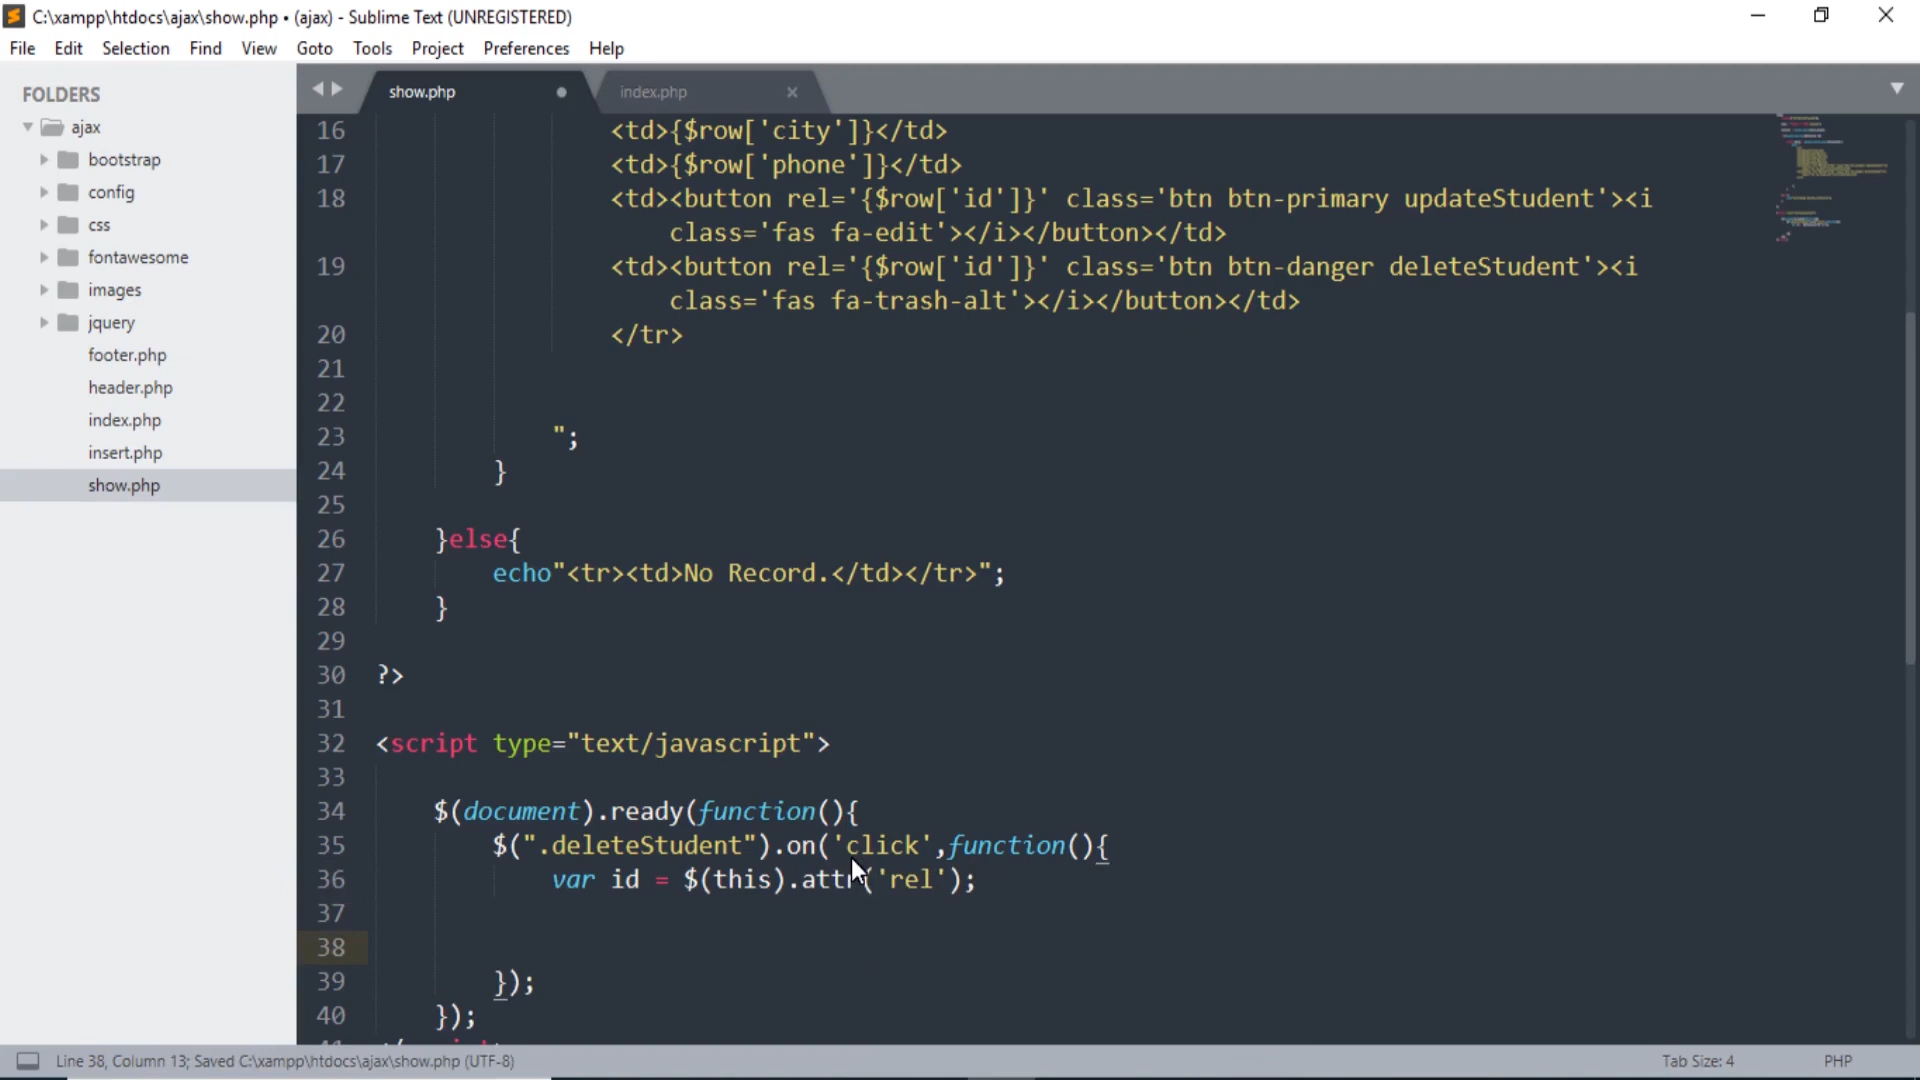 C:\xampp\htdocs\ajax\show.php • (ajax) - Sublime Text (UNREGISTERED)
File Edit Selection Find View Goto Tools Project Preferences Help
FOLDERS
ajax
bootstrap
config
css
fontawesome
images
jquery
footer.php
header.php
index.php
insert.php
show.php
show.php index.php
16 <td>{$row['city']}</td>
17 <td>{$row['phone']}</td>
18 <td><button rel='{$row['id']}' class='btn btn-primary updateStudent'><i
class='fas fa-edit'></i></button></td>
19 <td><button rel='{$row['id']}' class='btn btn-danger deleteStudent'><i
class='fas fa-trash-alt'></i></button></td>
20 </tr>
21
22
23 ";
24 }
25
26 }else{
27 echo"<tr><td>No Record.</td></tr>";
28 }
29
30 ?>
31
32 <script type="text/javascript">
33
34 $(document).ready(function(){
35 $(".deleteStudent").on('click',function(){
36 var id = $(this).attr('rel');
37
38
39 });
40 });
Line 38, Column 13; Saved C:\xampp\htdocs\ajax\show.php (UTF-8) Tab Size: 4 PHP